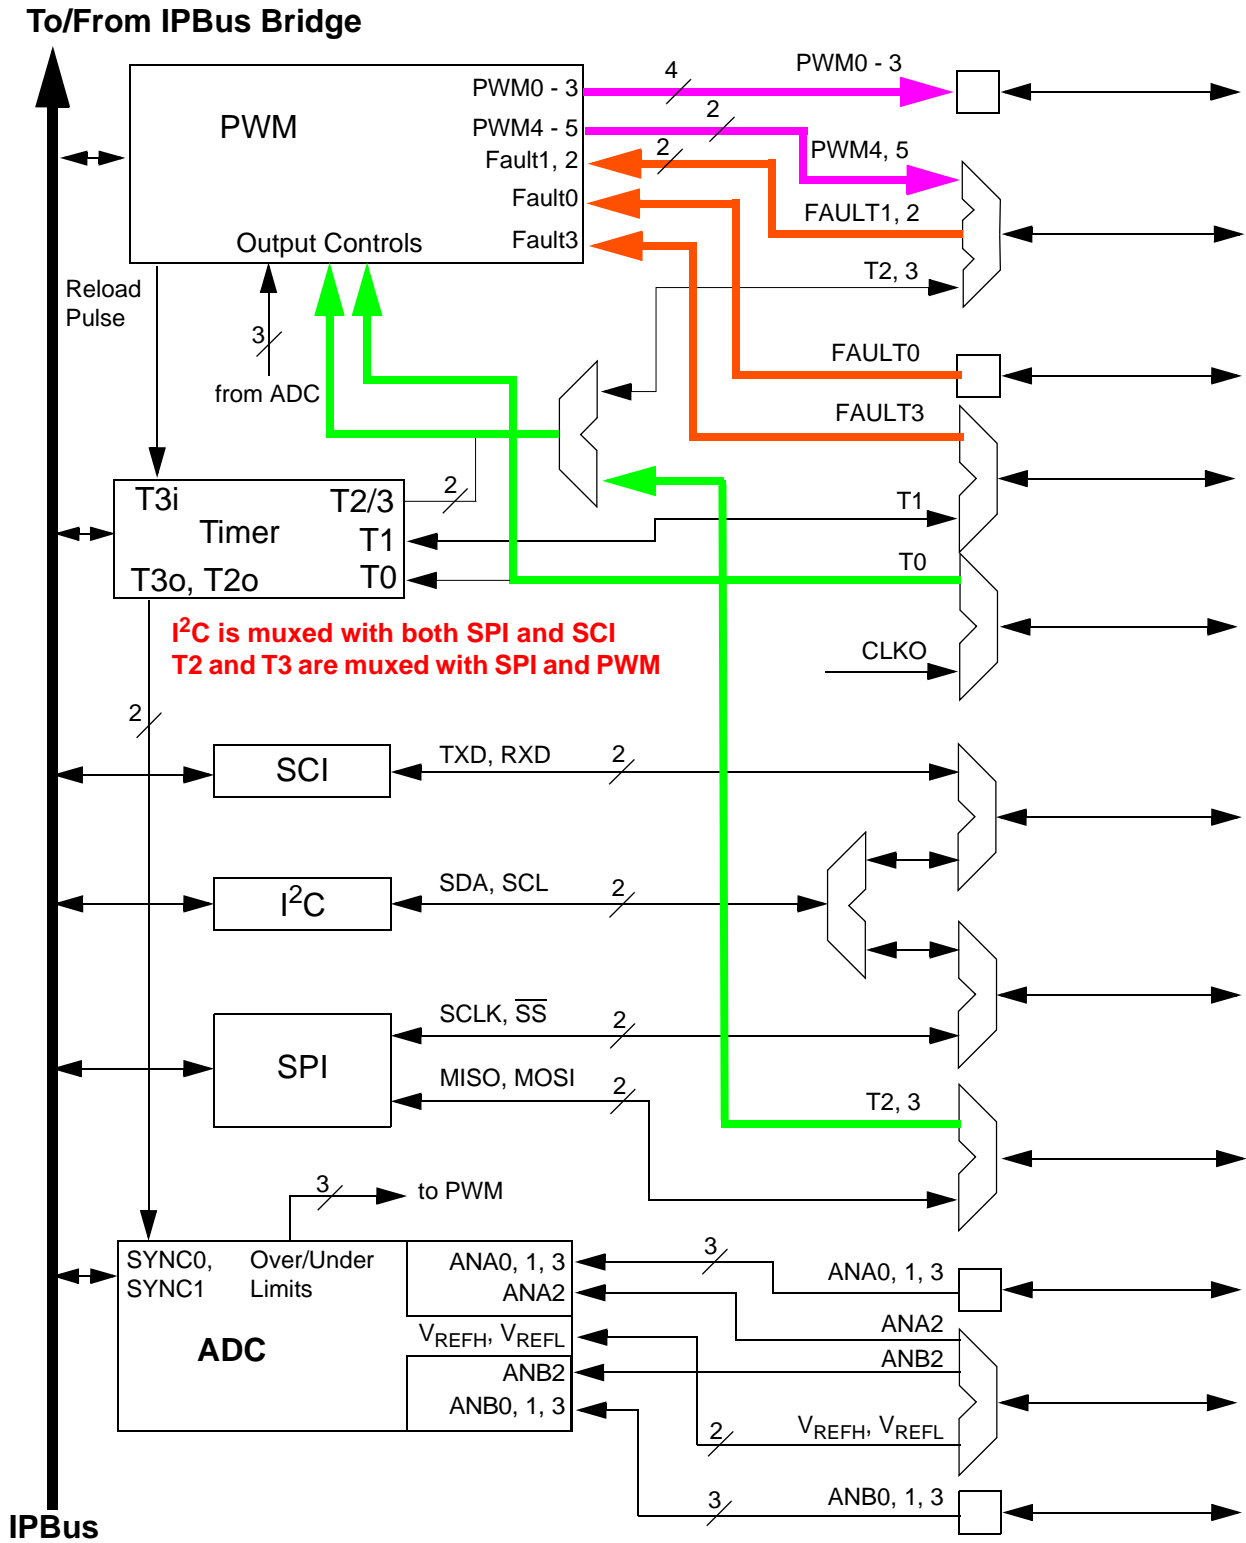 To/From IPBus Bridge
PWM0 - 3
4
PWM0 - 3
PWM
PWM4 - 5
2
Fault1, 2
2
PWM4, 5
Fault0
FAULT1, 2
Output Controls
Fault3
T2, 3
Reload
Pulse
3
from ADC
FAULT0
FAULT3
T3i
T2/3
2
T1
Timer
T1
T3o, T2o
T0
T0
I²C is muxed with both SPI and SCI
T2 and T3 are muxed with SPI and PWM
CLKO
2
SCI
TXD, RXD
2
I²C
SDA, SCL
2
SPI
SCLK, S̅S̅
2
MISO, MOSI
2
T2, 3
3
to PWM
SYNC0,
SYNC1
Over/Under
Limits
ANA0, 1, 3
3
ANA0, 1, 3
ANA2
ANA2
ADC
VREFH, VREFL
ANB2
ANB2
ANB0, 1, 3
2
VREFH, VREFL
3
ANB0, 1, 3
IPBus